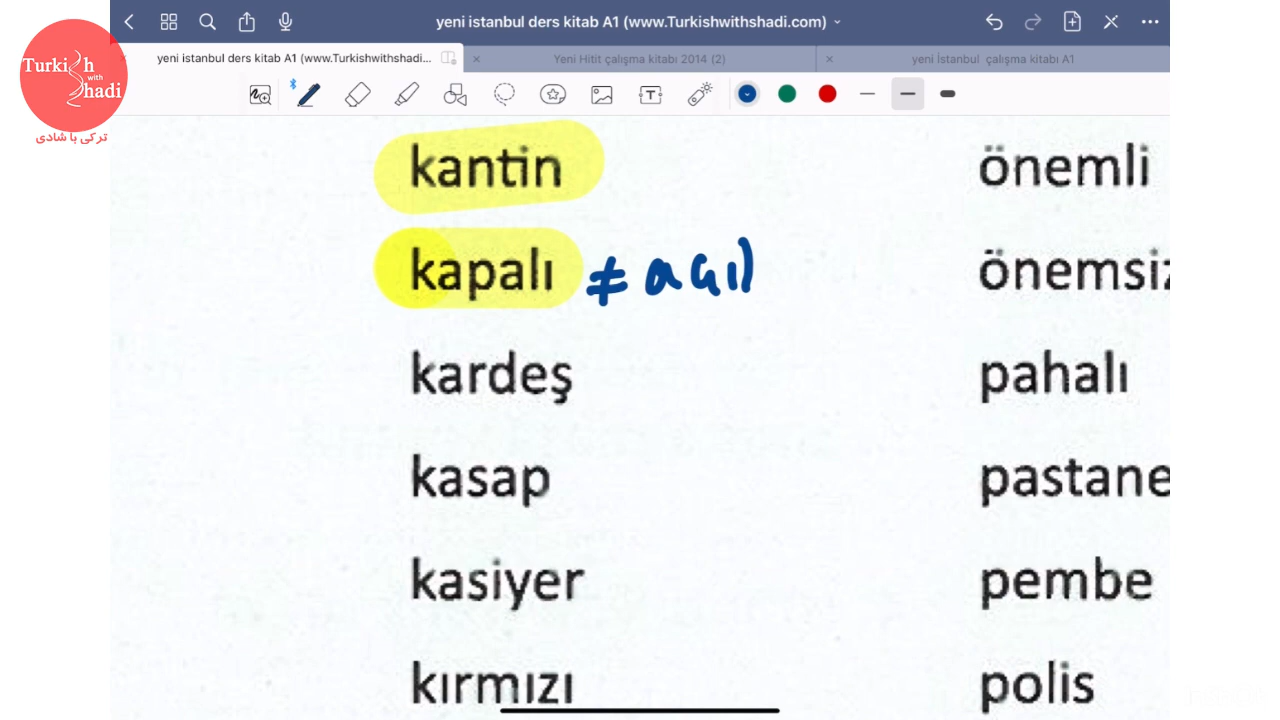 yeni istanbul ders kitab A1 (www.Turkishwithshadi.com)
yeni istanbul ders kitab A1 (www.Turkishwithshadi...
Yeni Hitit çalışma kitabı 2014 (2)
yeni İstanbul çalışma kitabı A1
Turkish
with
Shadi
ترکی با شادی
kantin
kapalı ≠ açıl
kardeş
kasap
kasiyer
kırmızı
önemli
önemsiz
pahalı
pastane
pembe
polis